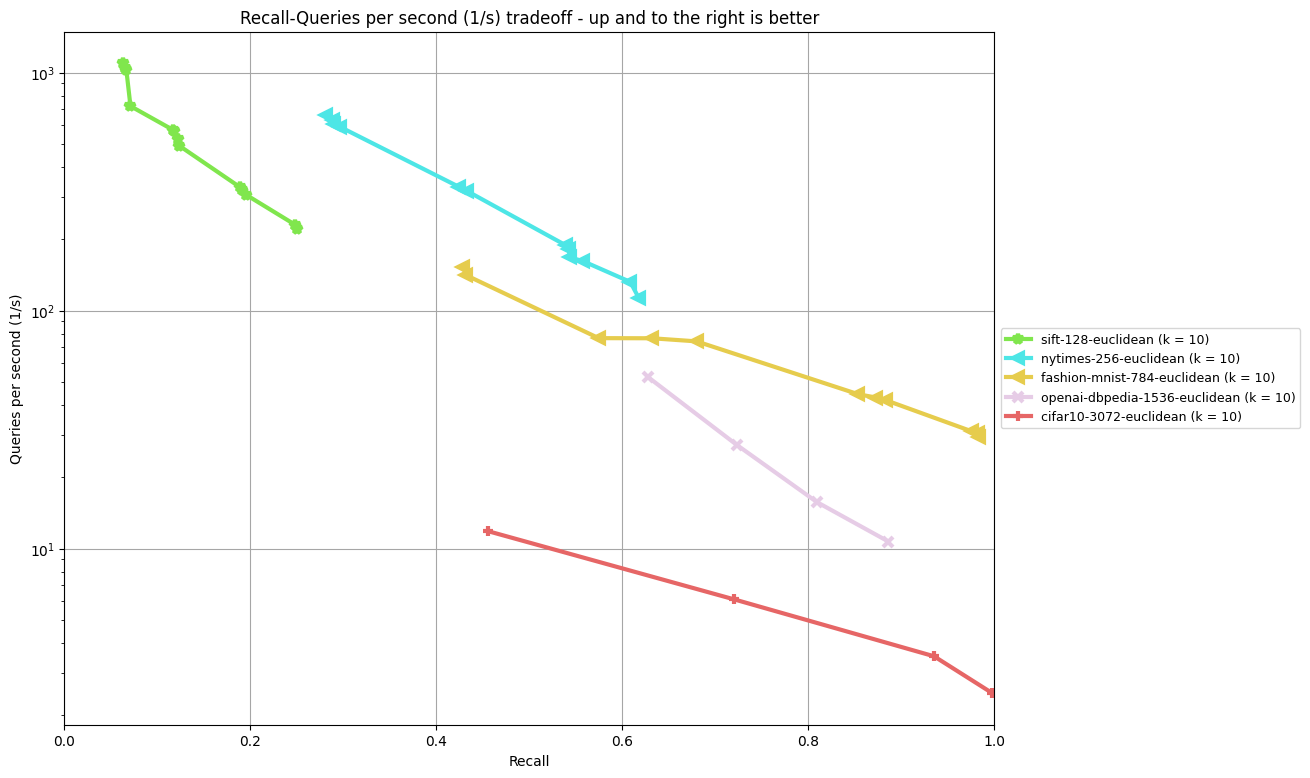 Recall-Queries per second (1/s) tradeoff - up and to the right is better
Queries per second (1/s)
10³
10²
10¹
0.0 0.2 0.4 0.6 0.8 1.0
Recall
sift-128-euclidean (k = 10)
nytimes-256-euclidean (k = 10)
fashion-mnist-784-euclidean (k = 10)
openai-dbpedia-1536-euclidean (k = 10)
cifar10-3072-euclidean (k = 10)